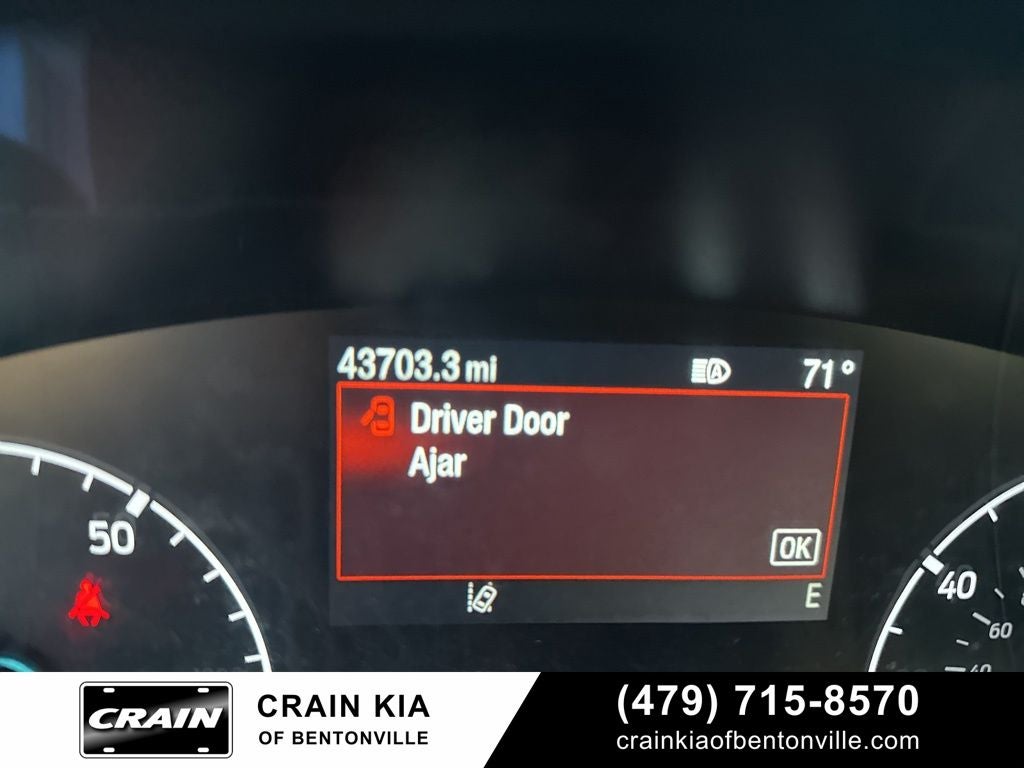 43703.3 mi A 71°
Driver Door
Ajar
OK
E
50
40
60
40
CRAIN
CRAIN KIA
OF BENTONVILLE
(479) 715-8570
crainkiaofbentonville.com